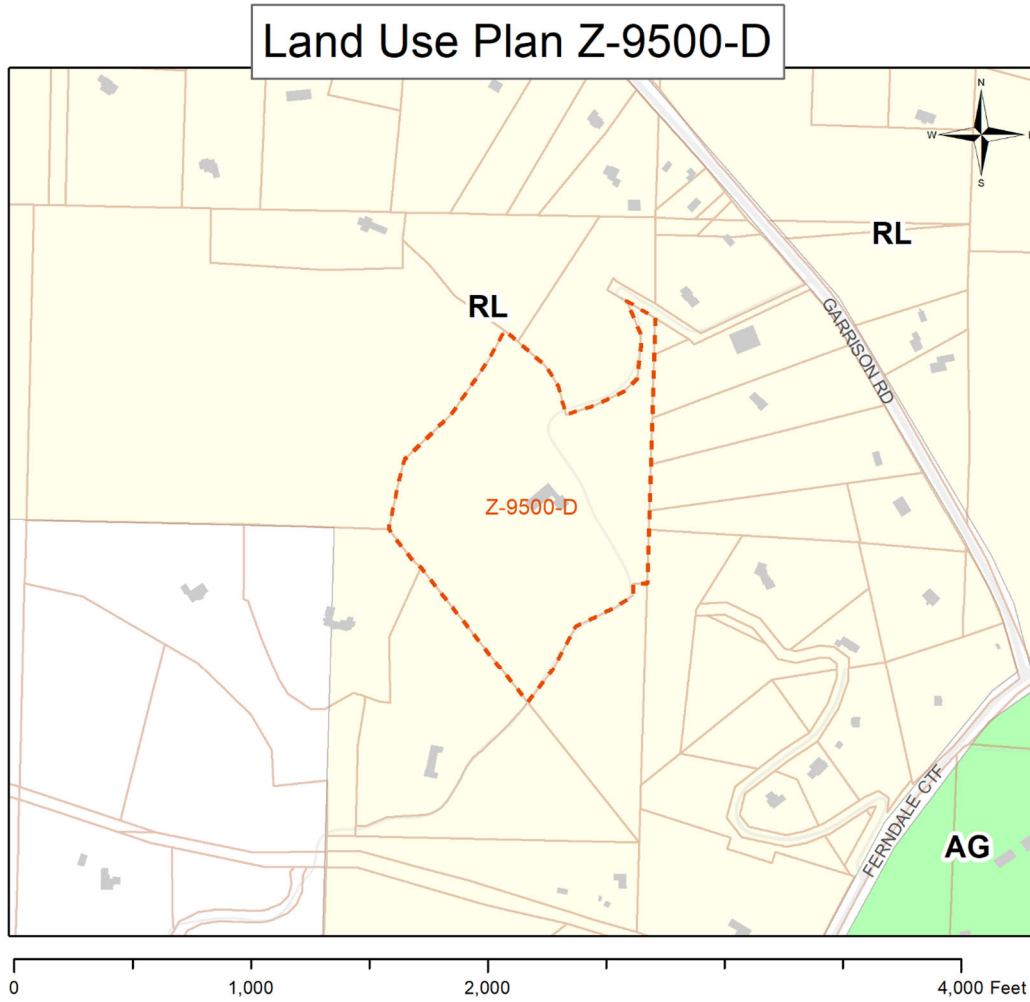 Land Use Plan Z-9500-D
N
W
S
RL
RL
GARRISON RD
Z-9500-D
FERNDALE CTF
AG
0 1,000 2,000 4,000 Feet